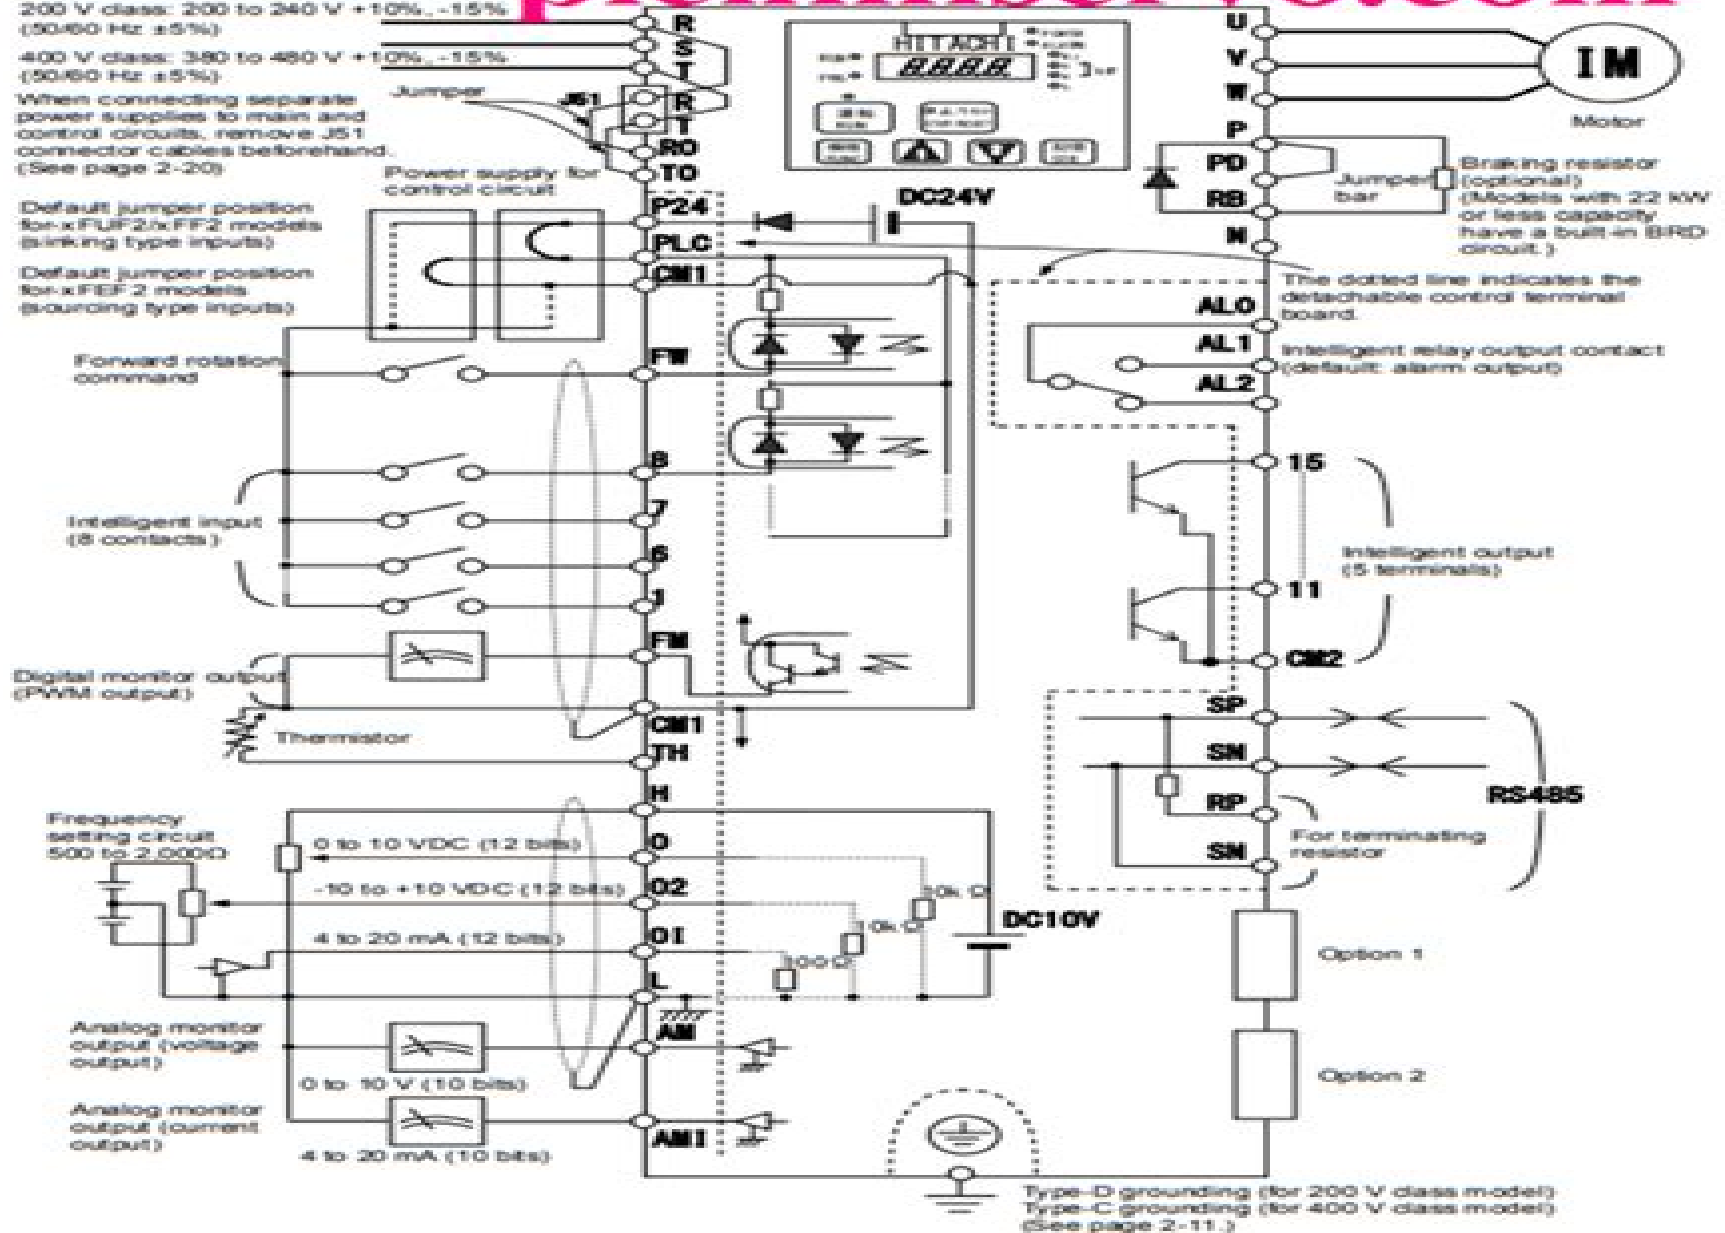 200 V class: 200 to 240 V +10%, -15%
(50/60 Hz ±5%)
400 V class: 380 to 480 V +10%, -15%
(50/60 Hz ±5%)
When connecting separate
power supplies to main and
control circuits, remove J51
connector cables beforehand.
(See page 2-20)
Jumper
J51
Power supply for
control circuit
Default jumper position
for xFUF2/xFF2 models
(sinking type inputs)
Default jumper position
for xFEF2 models
(sourcing type inputs)
Forward rotation
command
Intelligent input
(8 contacts)
Digital monitor output
(PWM output)
Thermistor
Frequency
setting circuit
500 to 2,000Ω
0 to 10 VDC (12 bits)
-10 to +10 VDC (12 bits)
4 to 20 mA (12 bits)
Analog monitor
output (voltage
output)
0 to 10 V (10 bits)
Analog monitor
output (current
output)
4 to 20 mA (10 bits)
R
S
T
R
T
R0
T0
P24
PLC
CM1
FW
8
7
6
1
FM
CM1
TH
H
O
O2
OI
L
AM
AMI
HITACHI
8.8.8.8.
DC24V
10k Ω
10k Ω
100Ω
DC10V
U
V
W
P
PD
RB
N
AL0
AL1
AL2
15
11
CM2
SP
SN
RP
SN
IM
Motor
Jumper
bar
Braking resistor
(optional)
(Models with 22 kW
or less capacity
have a built-in BRD
circuit.)
The dotted line indicates the
detachable control terminal
board.
Intelligent relay output contact
(default: alarm output)
Intelligent output
(5 terminals)
RS485
For terminating
resistor
Option 1
Option 2
Type-D grounding (for 200 V class model)
Type-C grounding (for 400 V class model)
(See page 2-11.)